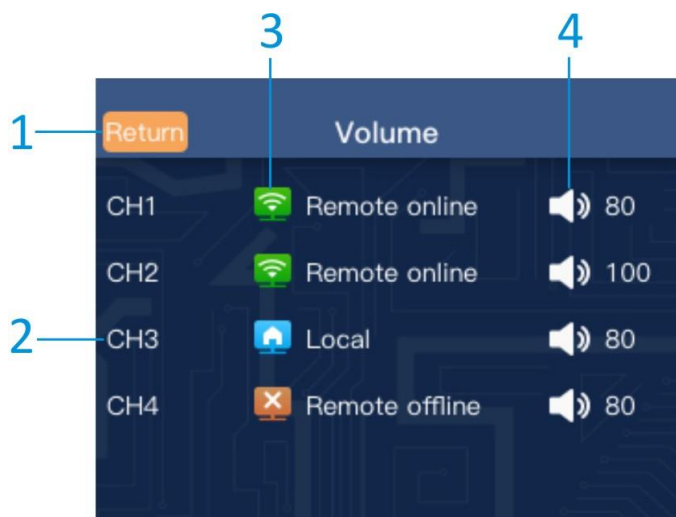 3 4
1 Return Volume
CH1 Remote online 80
CH2 Remote online 100
2 CH3 Local 80
CH4 Remote offline 80